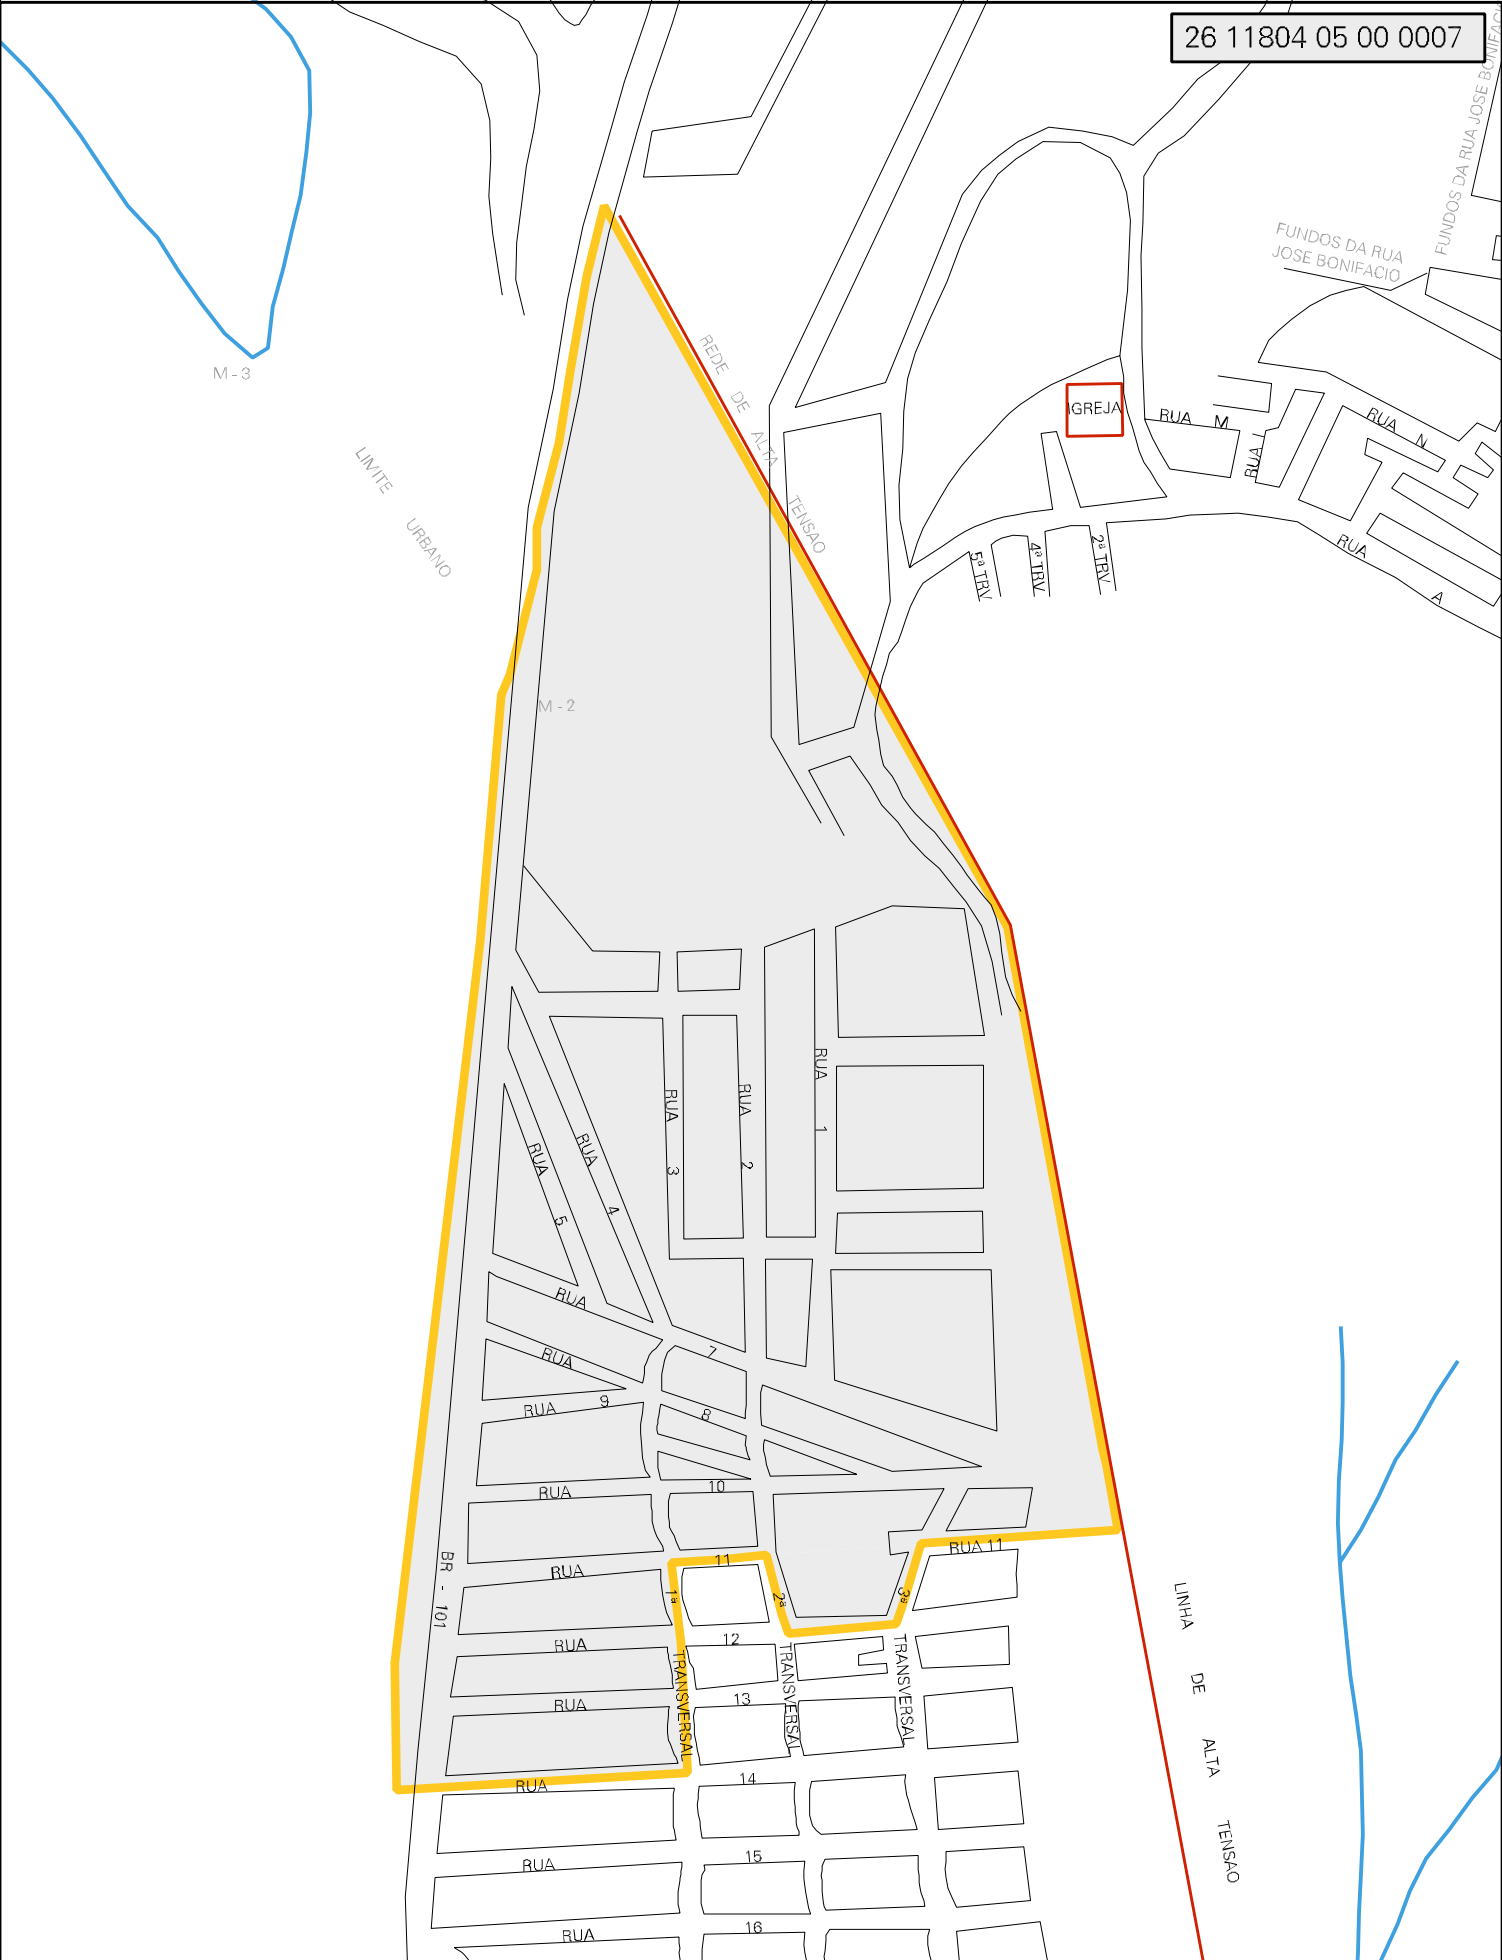 26 11804 05 00 0007
FUNDOS DA RUA JOSE BONIFACIO
FUNDOS DA RUA
JOSE BONIFACIO
M - 3
REDE DE ALTA TENSAO
IGREJA
RUA M
RUA I
RUA N
LIMITE URBANO
5ª TRV
4ª TRV
2ª TRV
RUA A
M - 2
RUA 1
RUA 2
RUA 3
RUA 4
RUA 5
RUA 7
RUA 8
RUA 9
RUA 10
RUA 11
RUA 11
BR - 101
1ª TRANSVERSAL
2ª TRANSVERSAL
3ª TRANSVERSAL
RUA 12
RUA 13
RUA 14
RUA 15
RUA 16
LINHA DE ALTA TENSAO